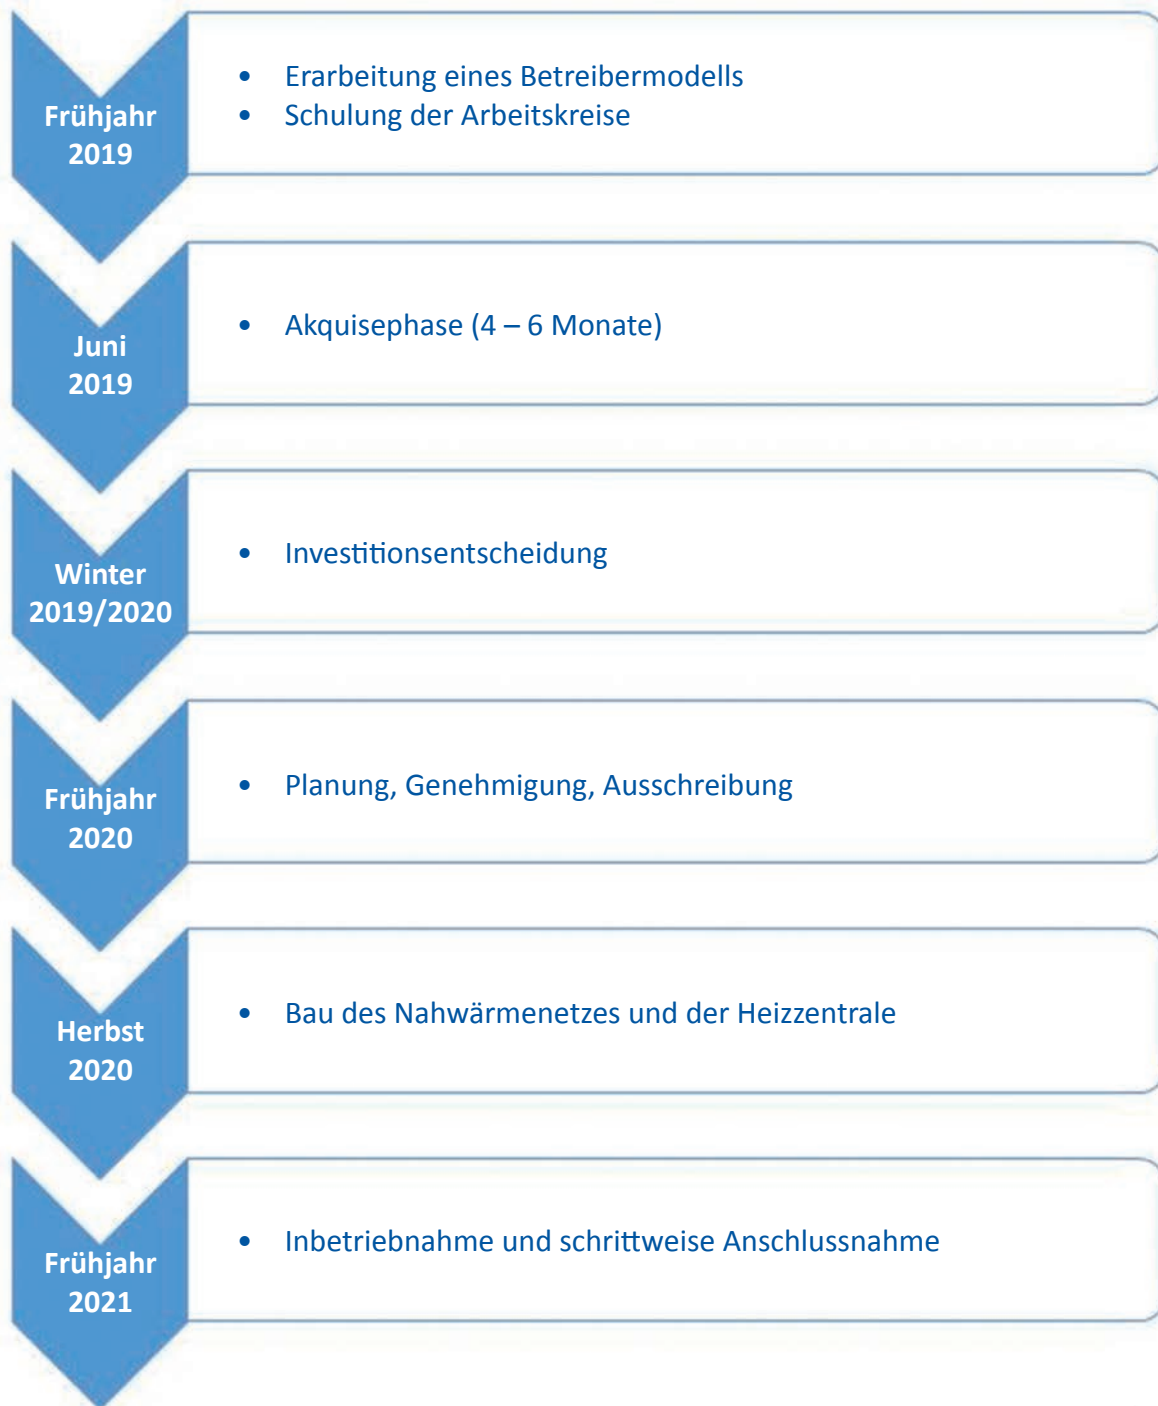 Frühjahr
2019
• Erarbeitung eines Betreibermodells
• Schulung der Arbeitskreise
Juni
2019
• Akquisephase (4 – 6 Monate)
Winter
2019/2020
• Investitionsentscheidung
Frühjahr
2020
• Planung, Genehmigung, Ausschreibung
Herbst
2020
• Bau des Nahwärmenetzes und der Heizzentrale
Frühjahr
2021
• Inbetriebnahme und schrittweise Anschlussnahme